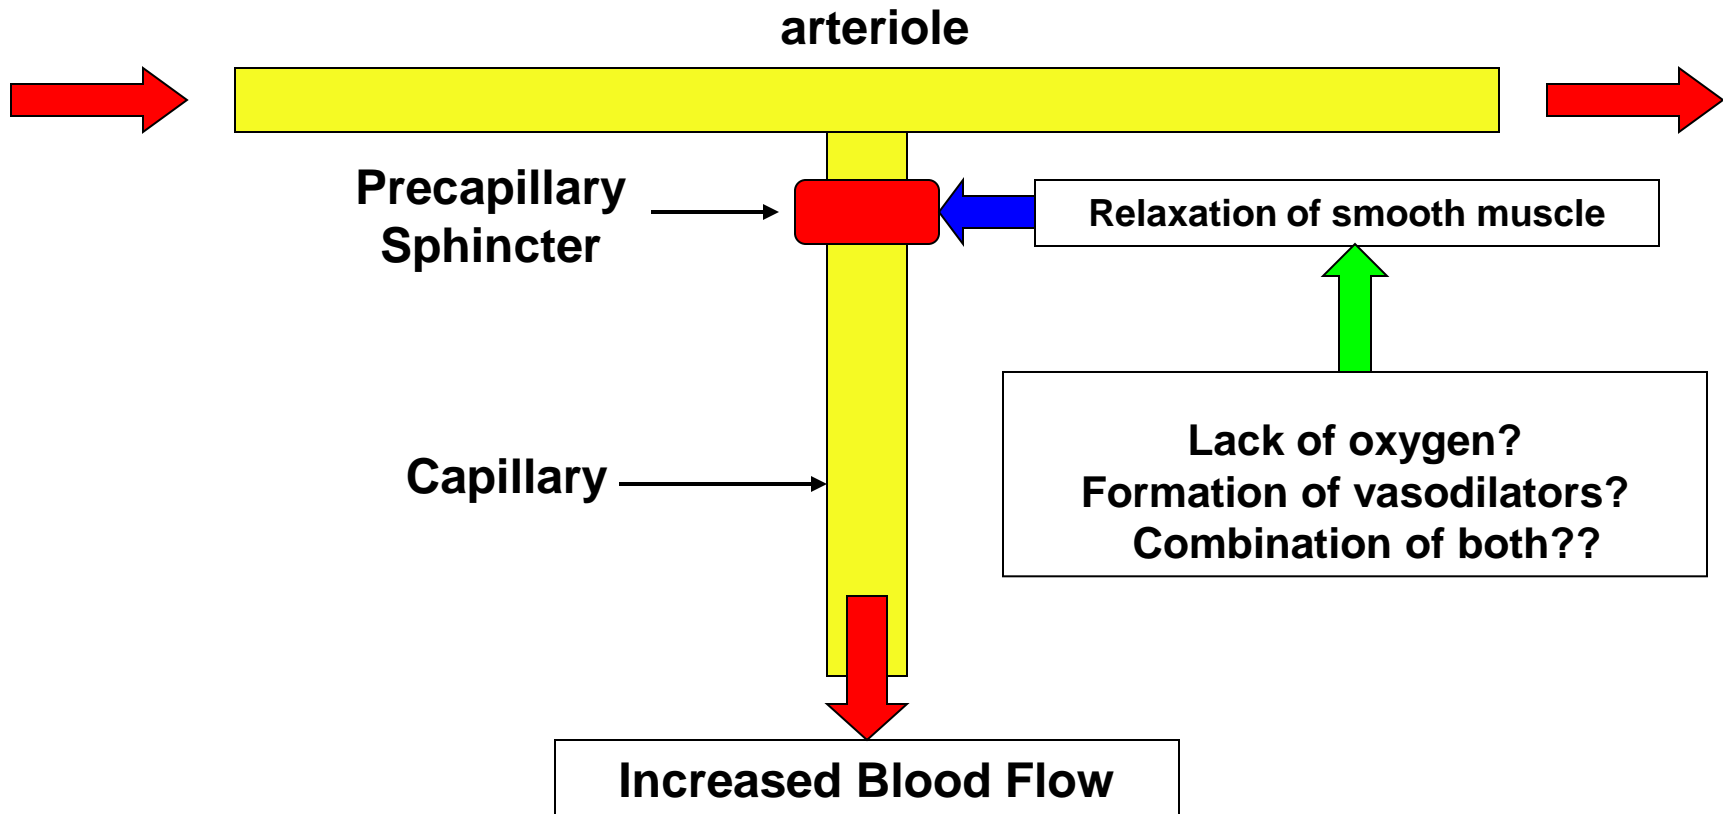 arteriole
Precapillary
Sphincter
Relaxation of smooth muscle
Lack of oxygen?
Formation of vasodilators?
Combination of both??
Capillary
Increased Blood Flow